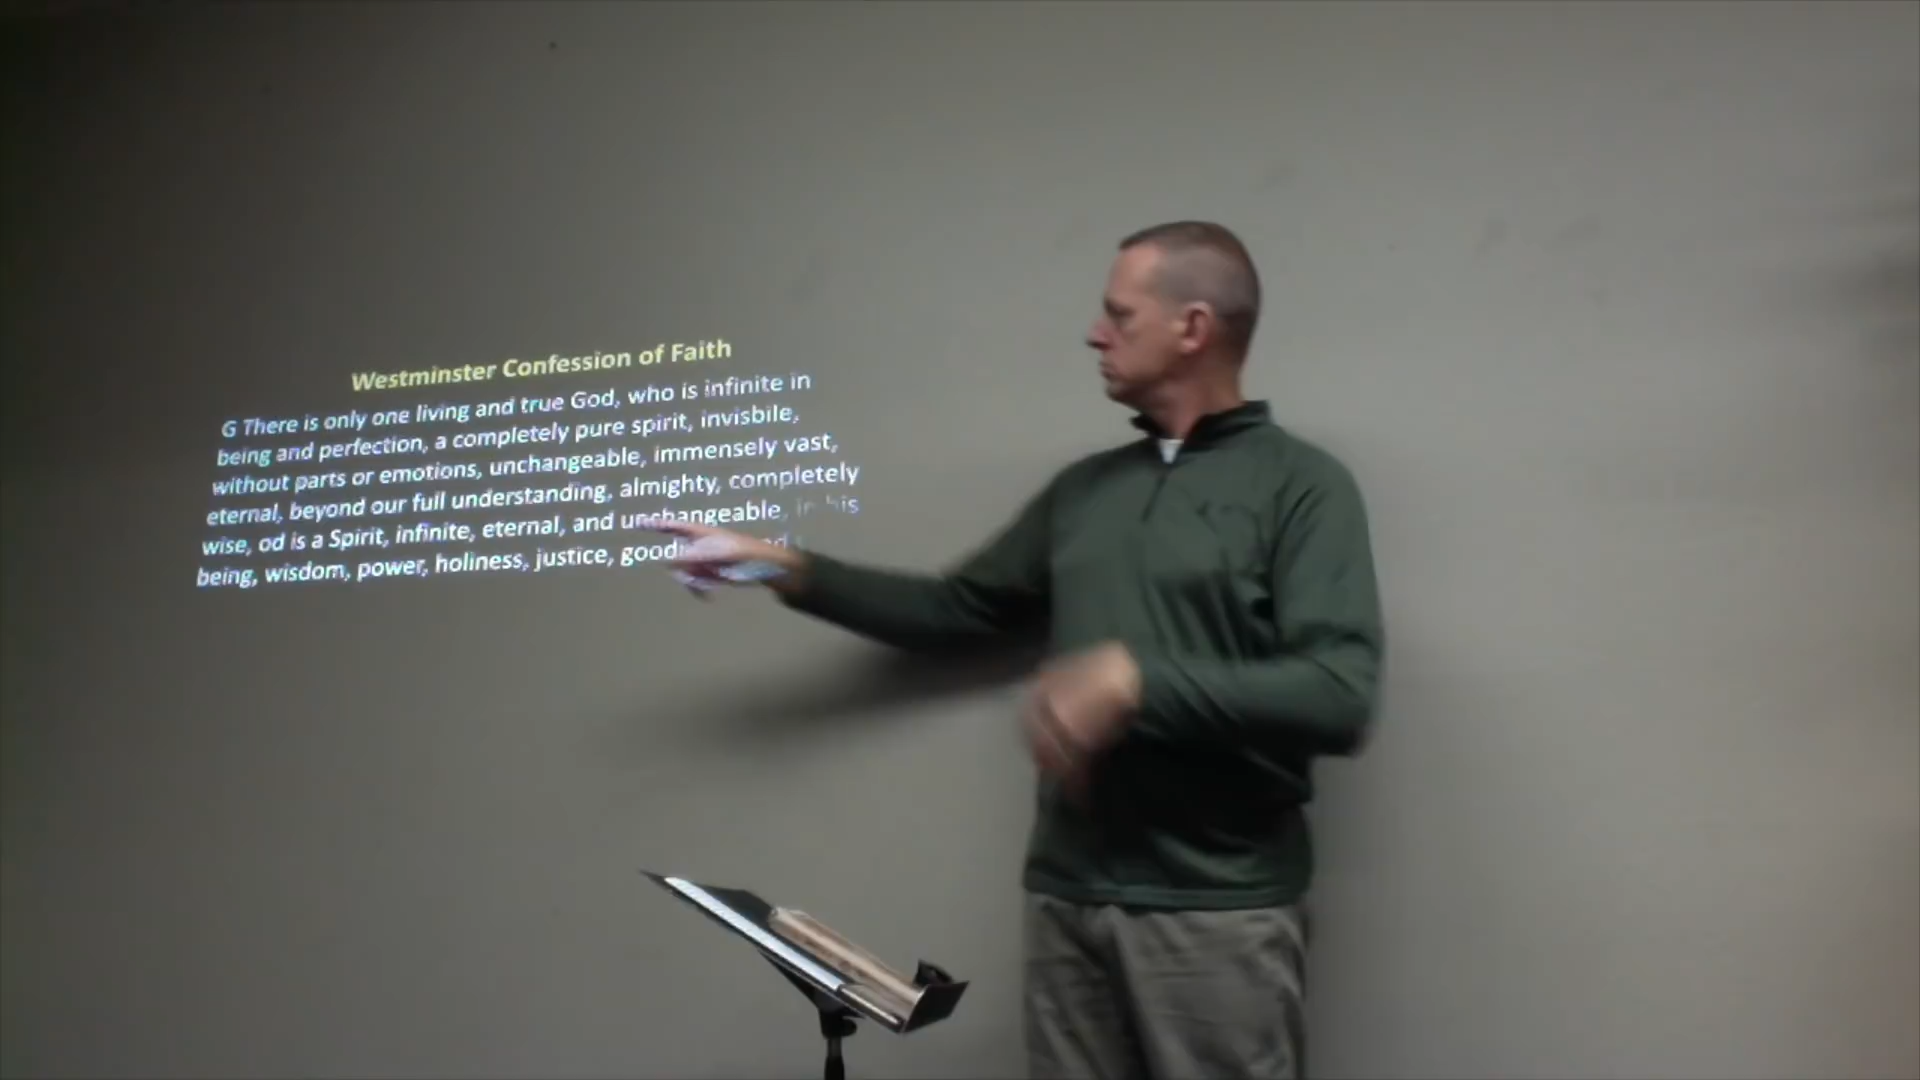 Westminster Confession of Faith
G There is only one living and true God, who is infinite in
being and perfection, a completely pure spirit, invisbile,
without parts or emotions, unchangeable, immensely vast,
eternal, beyond our full understanding, almighty, completely
wise, od is a Spirit, infinite, eternal, and unchangeable, in his
being, wisdom, power, holiness, justice,